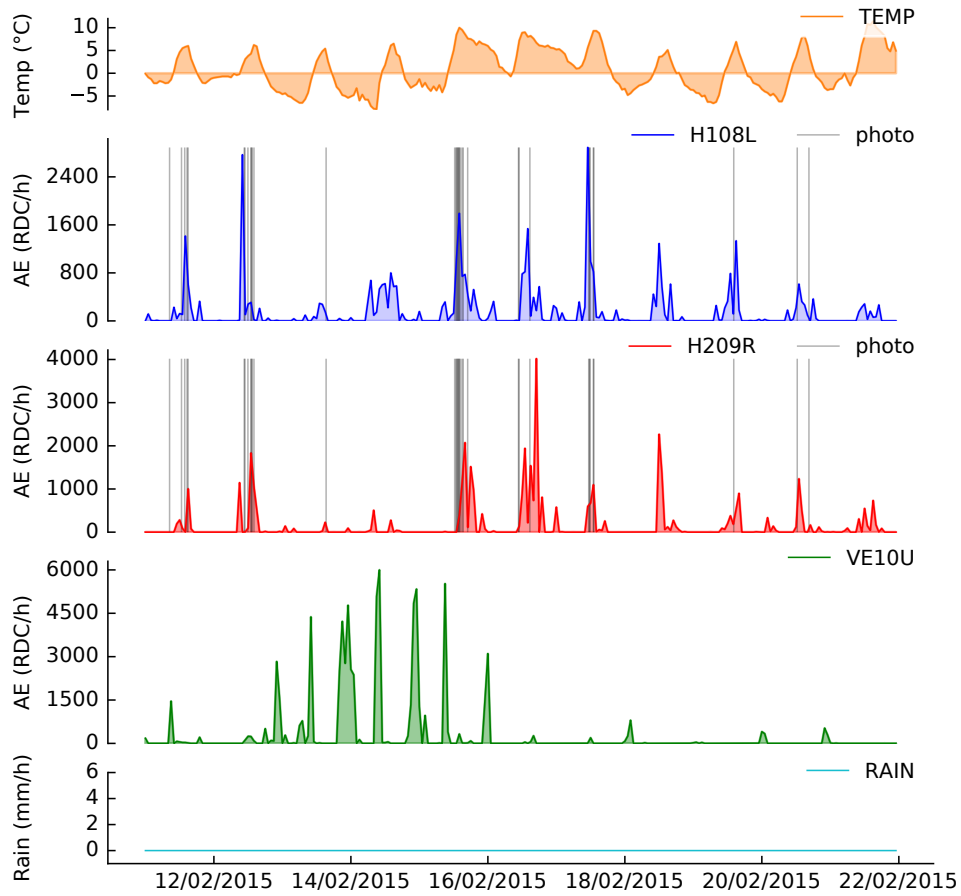 TEMP
Temp (°C)
10
5
0
−5
H108L photo
AE (RDC/h)
2400
1600
800
0
H209R photo
AE (RDC/h)
4000
3000
2000
1000
0
VE10U
AE (RDC/h)
6000
4500
3000
1500
0
RAIN
Rain (mm/h)
6
4
2
0
12/02/2015 14/02/2015 16/02/2015 18/02/2015 20/02/2015 22/02/2015